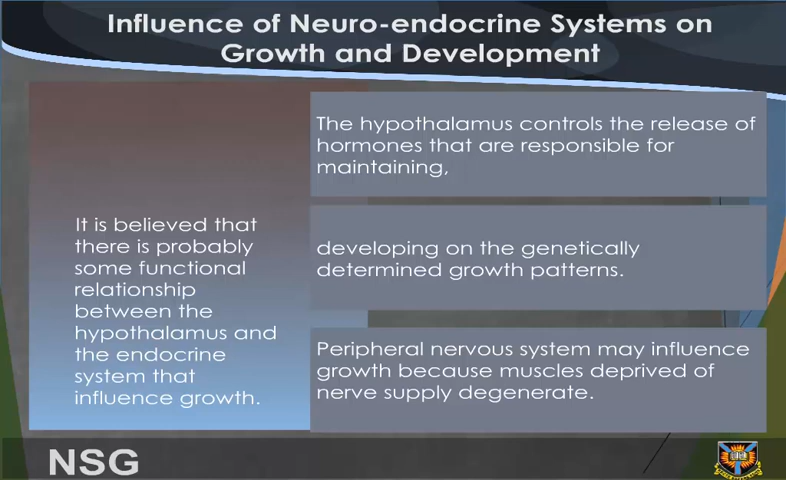 Influence of Neuro-endocrine Systems on
Growth and Development
It is believed that
there is probably
some functional
relationship
between the
hypothalamus and
the endocrine
system that
influence growth.
The hypothalamus controls the release of
hormones that are responsible for
maintaining,
developing on the genetically
determined growth patterns.
Peripheral nervous system may influence
growth because muscles deprived of
nerve supply degenerate.
NSG